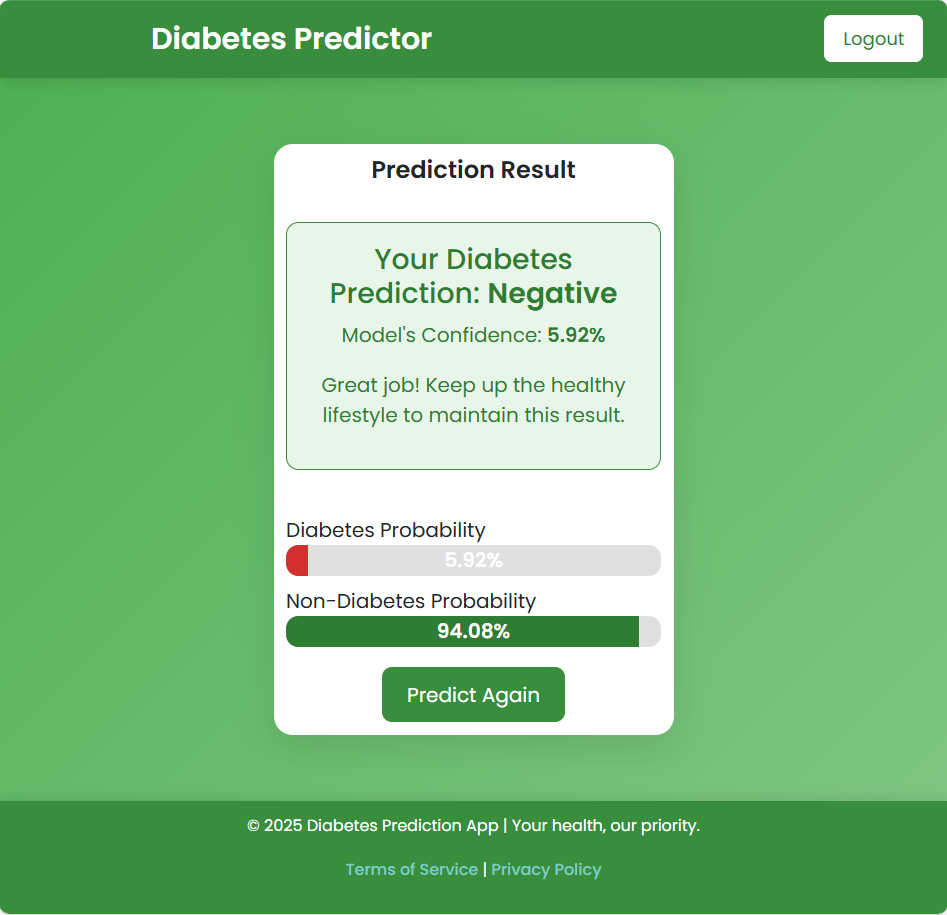 Diabetes Predictor
Logout
Prediction Result
Your Diabetes
Prediction: Negative
Model's Confidence: 5.92%
Great job! Keep up the healthy
lifestyle to maintain this result.
Diabetes Probability
5.92%
Non-Diabetes Probability
94.08%
Predict Again
© 2025 Diabetes Prediction App | Your health, our priority.
Terms of Service | Privacy Policy